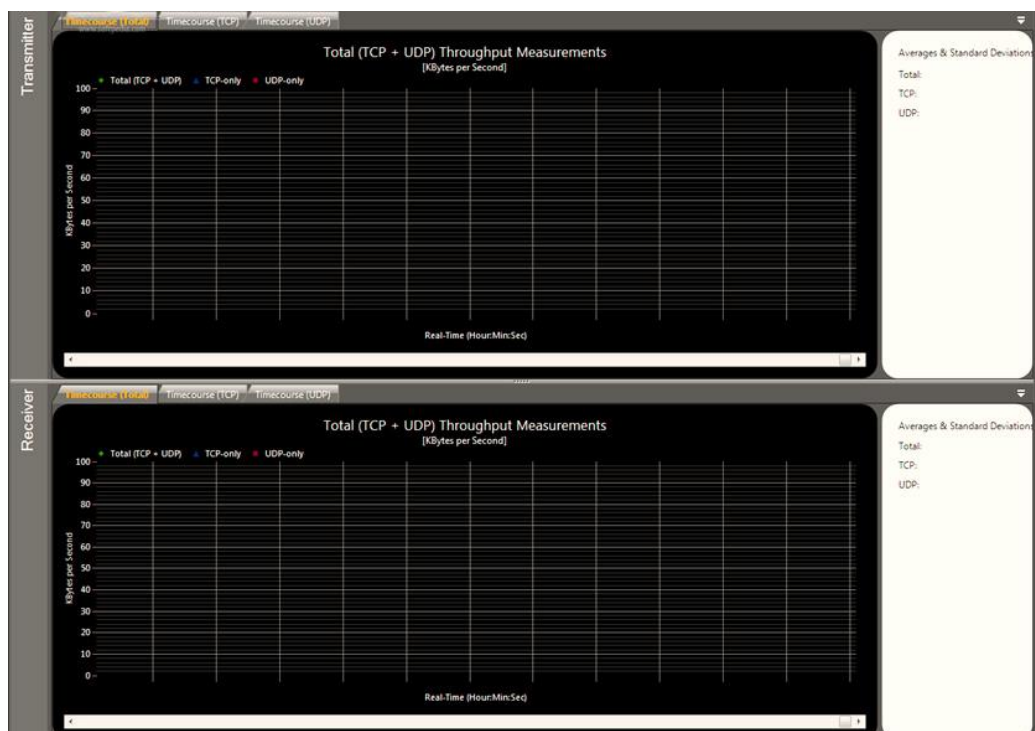 Transmitter
Timecourse (Total) Timecourse (TCP) Timecourse (UDP)
Total (TCP + UDP) Throughput Measurements
[KBytes per Second]
Total (TCP + UDP) TCP-only UDP-only
KBytes per Second
100
90
80
70
60
50
40
30
20
10
0
Real-Time (Hour:Min:Sec)
Averages & Standard Deviations
Total:
TCP:
UDP:
Receiver
Timecourse (Total) Timecourse (TCP) Timecourse (UDP)
Total (TCP + UDP) Throughput Measurements
[KBytes per Second]
Total (TCP + UDP) TCP-only UDP-only
KBytes per Second
100
90
80
70
60
50
40
30
20
10
0
Real-Time (Hour:Min:Sec)
Averages & Standard Deviations
Total:
TCP:
UDP: